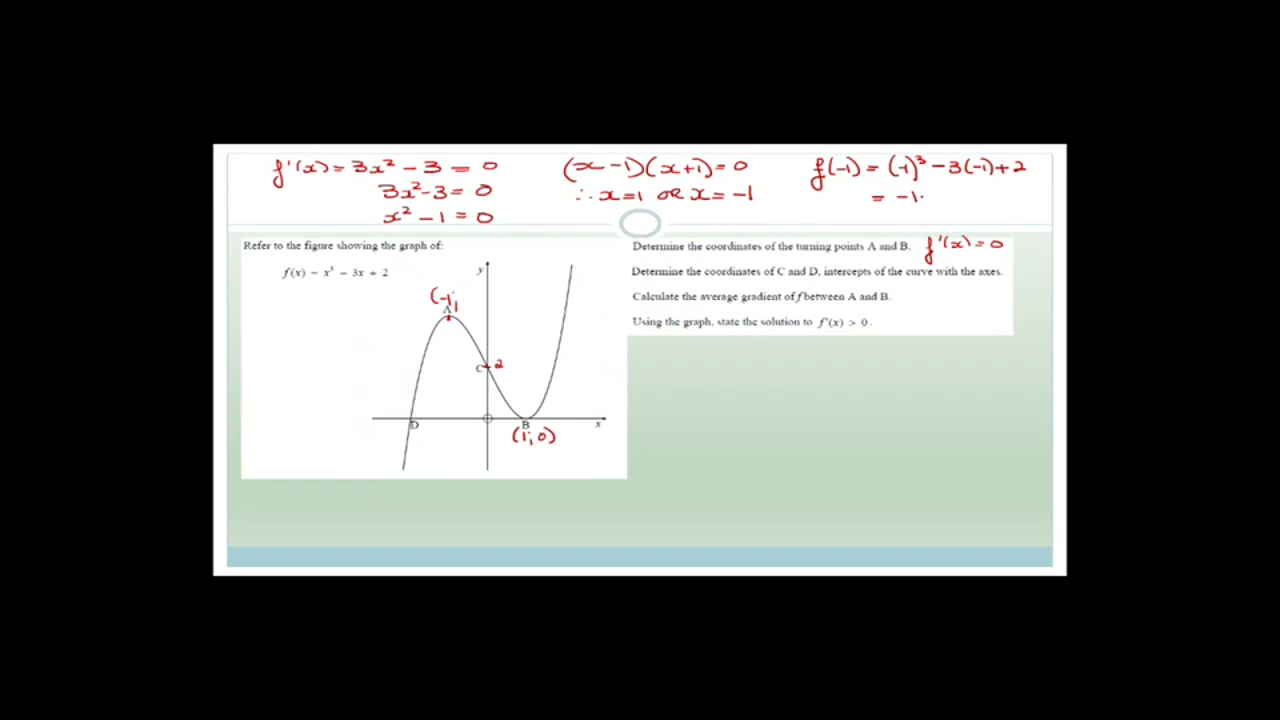 f'(x) = 3x² - 3 = 0
3x² - 3 = 0
x² - 1 = 0
(x - 1)(x + 1) = 0
∴ x = 1 OR x = -1
f(-1) = (-1)³ - 3(-1) + 2
= -1.
Refer to the figure showing the graph of:
f(x) = x³ - 3x + 2
y
(-1;
A
C
2
D
B
x
(1; 0)
Determine the coordinates of the turning points A and B. f'(x) = 0
Determine the coordinates of C and D, intercepts of the curve with the axes.
Calculate the average gradient of f between A and B.
Using the graph, state the solution to f'(x) > 0.